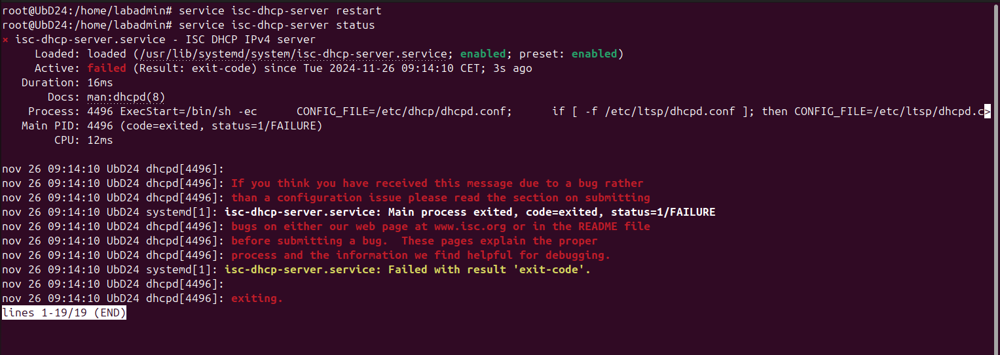 root@UbD24:/home/labadmin# service isc-dhcp-server restart
root@UbD24:/home/labadmin# service isc-dhcp-server status
× isc-dhcp-server.service - ISC DHCP IPv4 server
     Loaded: loaded (/usr/lib/systemd/system/isc-dhcp-server.service; enabled; preset: enabled)
     Active: failed (Result: exit-code) since Tue 2024-11-26 09:14:10 CET; 3s ago
   Duration: 16ms
       Docs: man:dhcpd(8)
    Process: 4496 ExecStart=/bin/sh -ec      CONFIG_FILE=/etc/dhcp/dhcpd.conf;      if [ -f /etc/ltsp/dhcpd.conf ]; then CONFIG_FILE=/etc/ltsp/dhcpd.c>
   Main PID: 4496 (code=exited, status=1/FAILURE)
        CPU: 12ms

nov 26 09:14:10 UbD24 dhcpd[4496]:
nov 26 09:14:10 UbD24 dhcpd[4496]: If you think you have received this message due to a bug rather
nov 26 09:14:10 UbD24 dhcpd[4496]: than a configuration issue please read the section on submitting
nov 26 09:14:10 UbD24 systemd[1]: isc-dhcp-server.service: Main process exited, code=exited, status=1/FAILURE
nov 26 09:14:10 UbD24 dhcpd[4496]: bugs on either our web page at www.isc.org or in the README file
nov 26 09:14:10 UbD24 dhcpd[4496]: before submitting a bug.  These pages explain the proper
nov 26 09:14:10 UbD24 dhcpd[4496]: process and the information we find helpful for debugging.
nov 26 09:14:10 UbD24 systemd[1]: isc-dhcp-server.service: Failed with result 'exit-code'.
nov 26 09:14:10 UbD24 dhcpd[4496]:
nov 26 09:14:10 UbD24 dhcpd[4496]: exiting.
lines 1-19/19 (END)